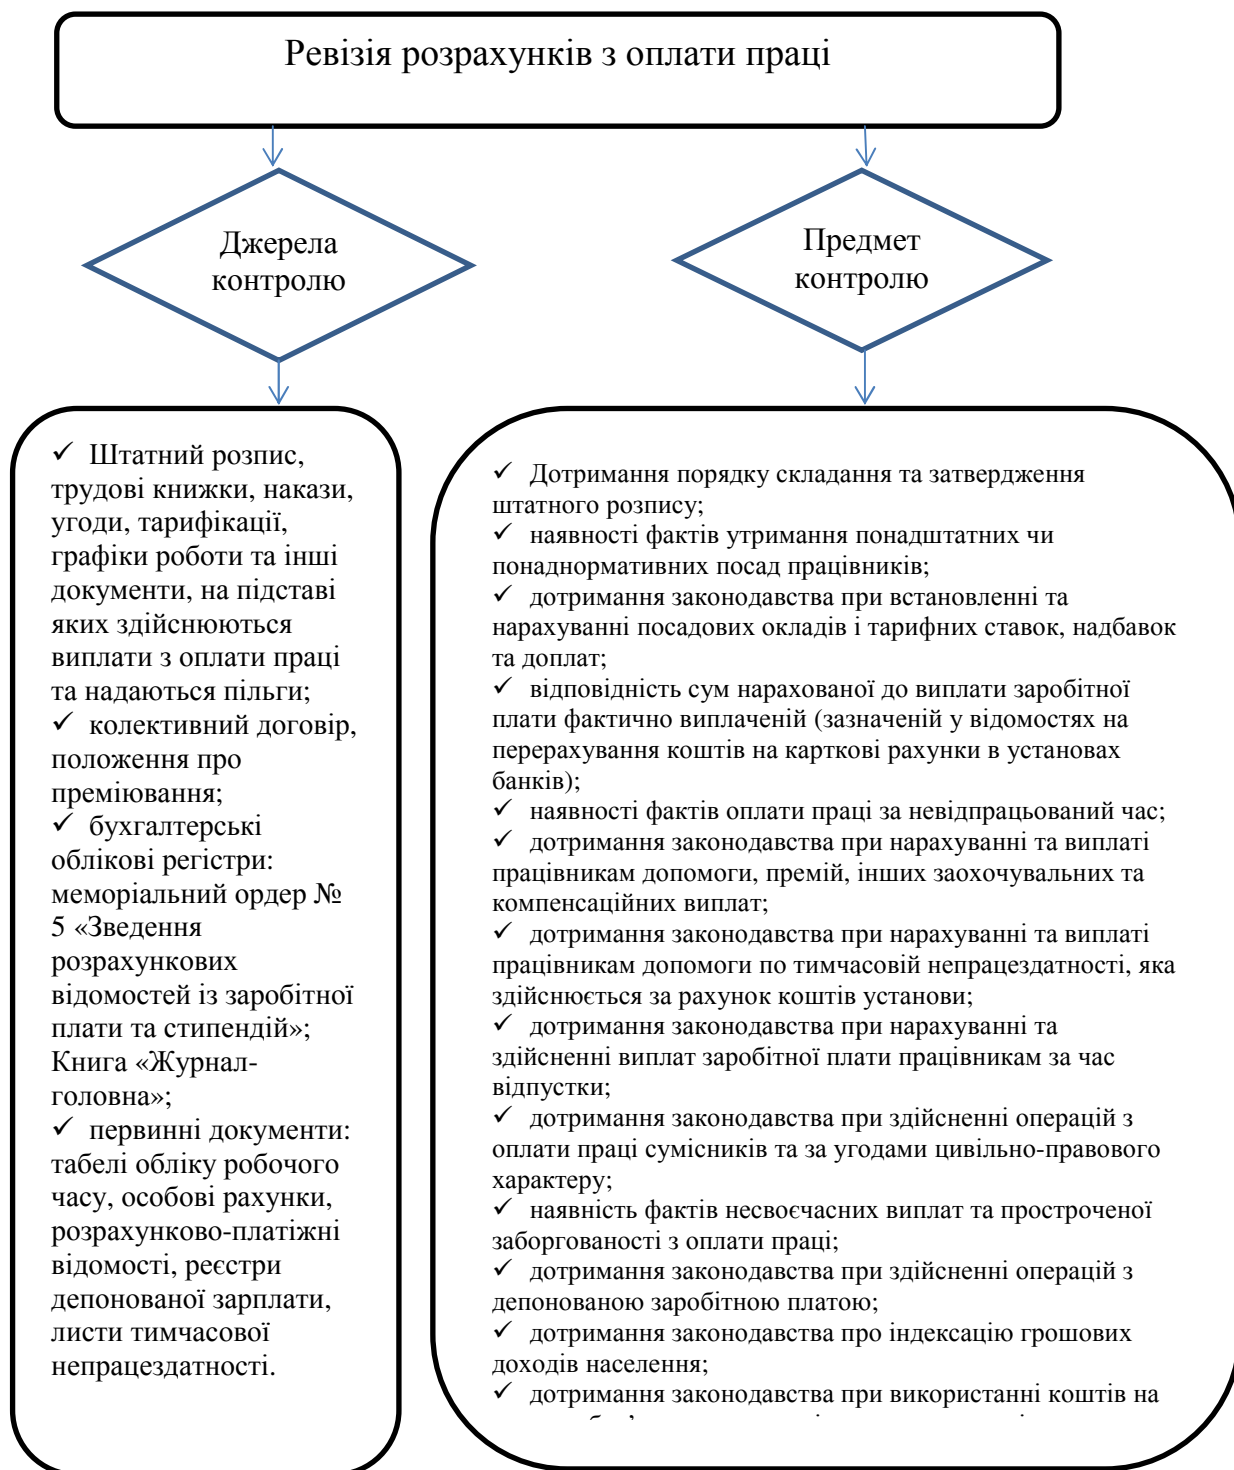 Ревізія розрахунків з оплати праці
Джерела
контролю
Предмет
контролю
✓ Штатний розпис,
трудові книжки, накази,
угоди, тарифікації,
графіки роботи та інші
документи, на підставі
яких здійснюються
виплати з оплати праці
та надаються пільги;
✓ колективний договір,
положення про
преміювання;
✓ бухгалтерські
облікові регістри:
меморіальний ордер №
5 «Зведення
розрахункових
відомостей із заробітної
плати та стипендій»;
Книга «Журнал-
головна»;
✓ первинні документи:
табелі обліку робочого
часу, особові рахунки,
розрахунково-платіжні
відомості, реєстри
депонованої зарплати,
листи тимчасової
непрацездатності.
✓ Дотримання порядку складання та затвердження
штатного розпису;
✓ наявності фактів утримання понадштатних чи
понаднормативних посад працівників;
✓ дотримання законодавства при встановленні та
нарахуванні посадових окладів і тарифних ставок, надбавок
та доплат;
✓ відповідність сум нарахованої до виплати заробітної
плати фактично виплаченій (зазначеній у відомостях на
перерахування коштів на карткові рахунки в установах
банків);
✓ наявності фактів оплати праці за невідпрацьований час;
✓ дотримання законодавства при нарахуванні та виплаті
працівникам допомоги, премій, інших заохочувальних та
компенсаційних виплат;
✓ дотримання законодавства при нарахуванні та виплаті
працівникам допомоги по тимчасовій непрацездатності, яка
здійснюється за рахунок коштів установи;
✓ дотримання законодавства при нарахуванні та
здійсненні виплат заробітної плати працівникам за час
відпустки;
✓ дотримання законодавства при здійсненні операцій з
оплати праці сумісників та за угодами цивільно-правового
характеру;
✓ наявність фактів несвоєчасних виплат та простроченої
заборгованості з оплати праці;
✓ дотримання законодавства при здійсненні операцій з
депонованою заробітною платою;
✓ дотримання законодавства про індексацію грошових
доходів населення;
✓ дотримання законодавства при використанні коштів на